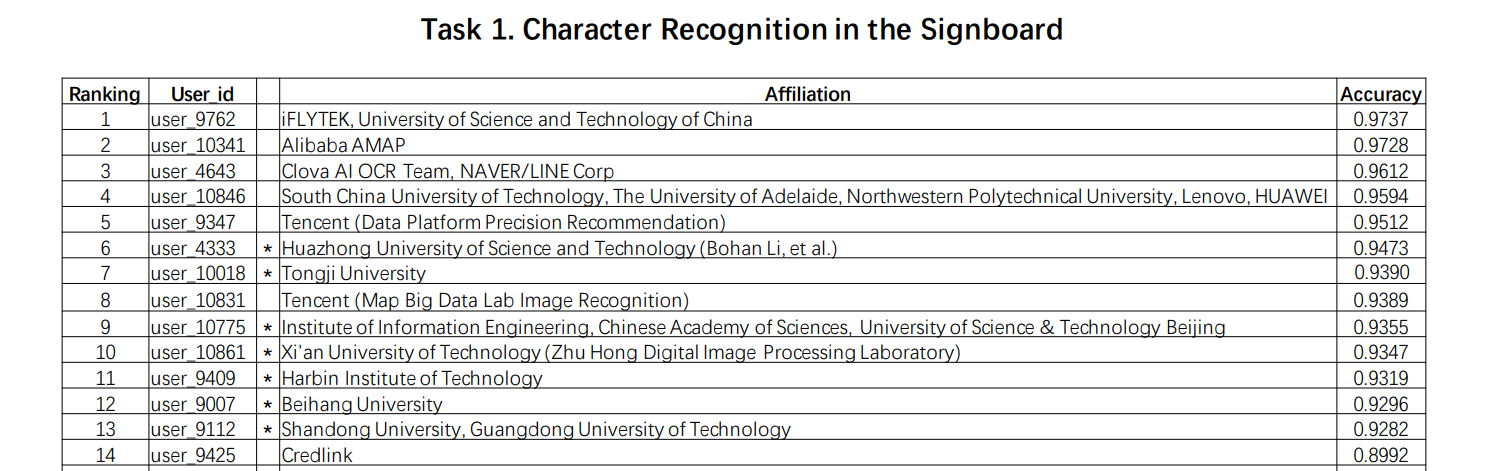 Task 1. Character Recognition in the Signboard
Ranking User_id Affiliation Accuracy
1 user_9762 iFLYTEK, University of Science and Technology of China 0.9737
2 user_10341 Alibaba AMAP 0.9728
3 user_4643 Clova AI OCR Team, NAVER/LINE Corp 0.9612
4 user_10846 South China University of Technology, The University of Adelaide, Northwestern Polytechnical University, Lenovo, HUAWEI 0.9594
5 user_9347 Tencent (Data Platform Precision Recommendation) 0.9512
6 user_4333 * Huazhong University of Science and Technology (Bohan Li, et al.) 0.9473
7 user_10018 * Tongji University 0.9390
8 user_10831 Tencent (Map Big Data Lab Image Recognition) 0.9389
9 user_10775 * Institute of Information Engineering, Chinese Academy of Sciences, University of Science & Technology Beijing 0.9355
10 user_10861 * Xi'an University of Technology (Zhu Hong Digital Image Processing Laboratory) 0.9347
11 user_9409 * Harbin Institute of Technology 0.9319
12 user_9007 * Beihang University 0.9296
13 user_9112 * Shandong University, Guangdong University of Technology 0.9282
14 user_9425 Credlink 0.8992